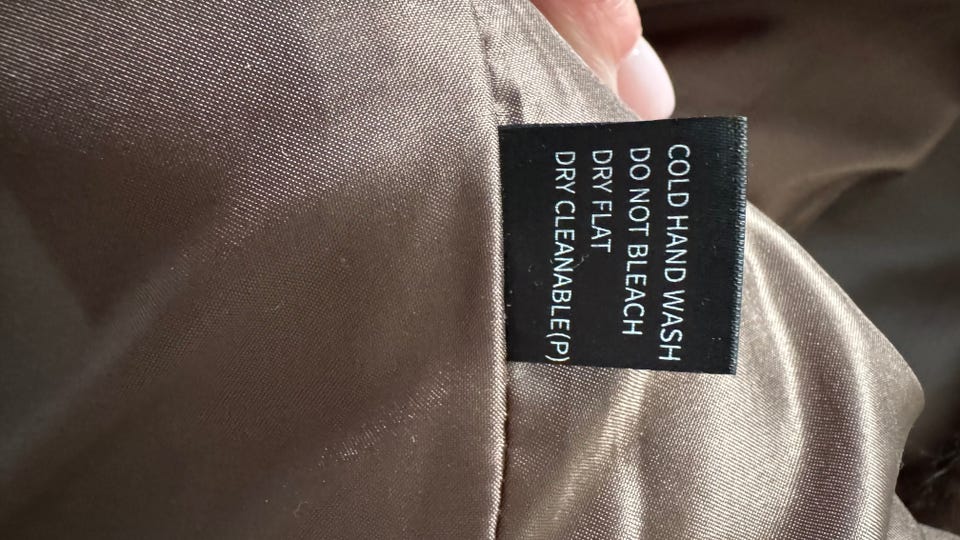 COLD HAND WASH
DO NOT BLEACH
DRY FLAT
DRY CLEANABLE(P)